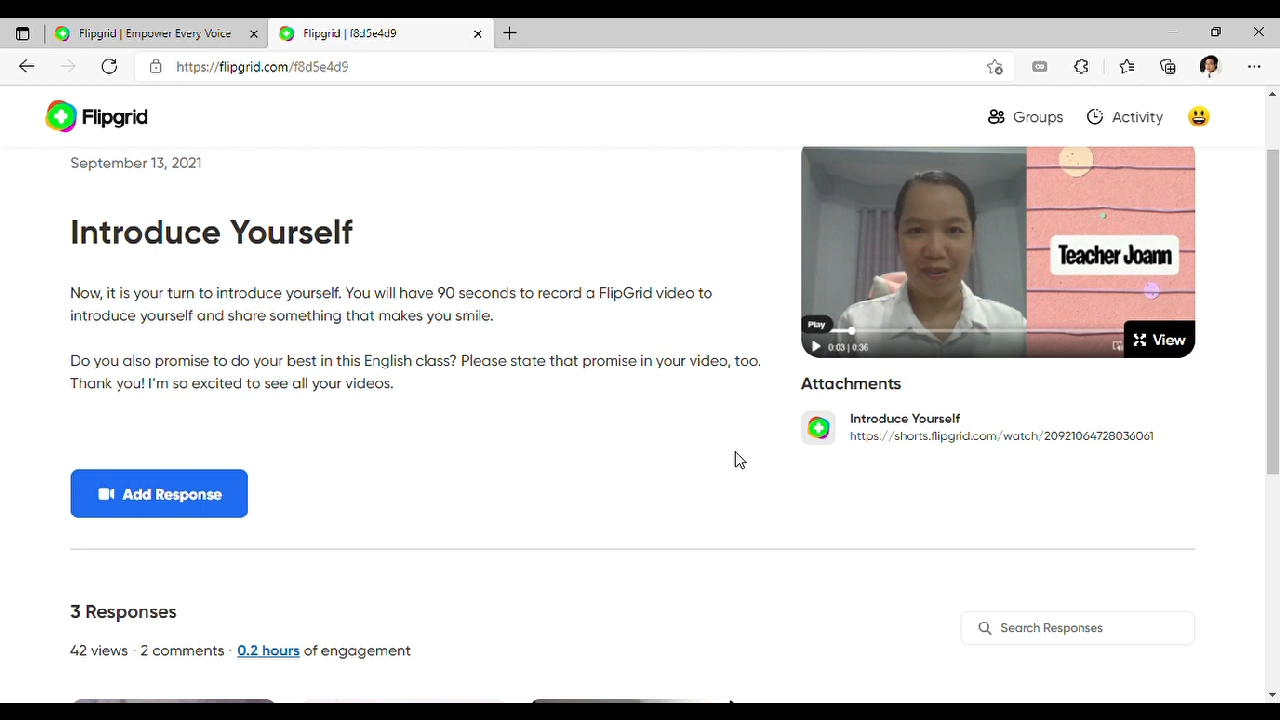 Flipgrid | Empower Every Voice
Flipgrid | f8d5e4d9
https://flipgrid.com/f8d5e4d9
Flipgrid
Groups
Activity
September 13, 2021
Introduce Yourself
Now, it is your turn to introduce yourself. You will have 90 seconds to record a FlipGrid video to
introduce yourself and share something that makes you smile.
Do you also promise to do your best in this English class? Please state that promise in your video, too.
Thank you! I'm so excited to see all your videos.
Add Response
Teacher Joann
Play
0:03 | 0:36
View
Attachments
Introduce Yourself
https://shorts.flipgrid.com/watch/20921064728036061
3 Responses
42 views · 2 comments · 0.2 hours of engagement
Search Responses